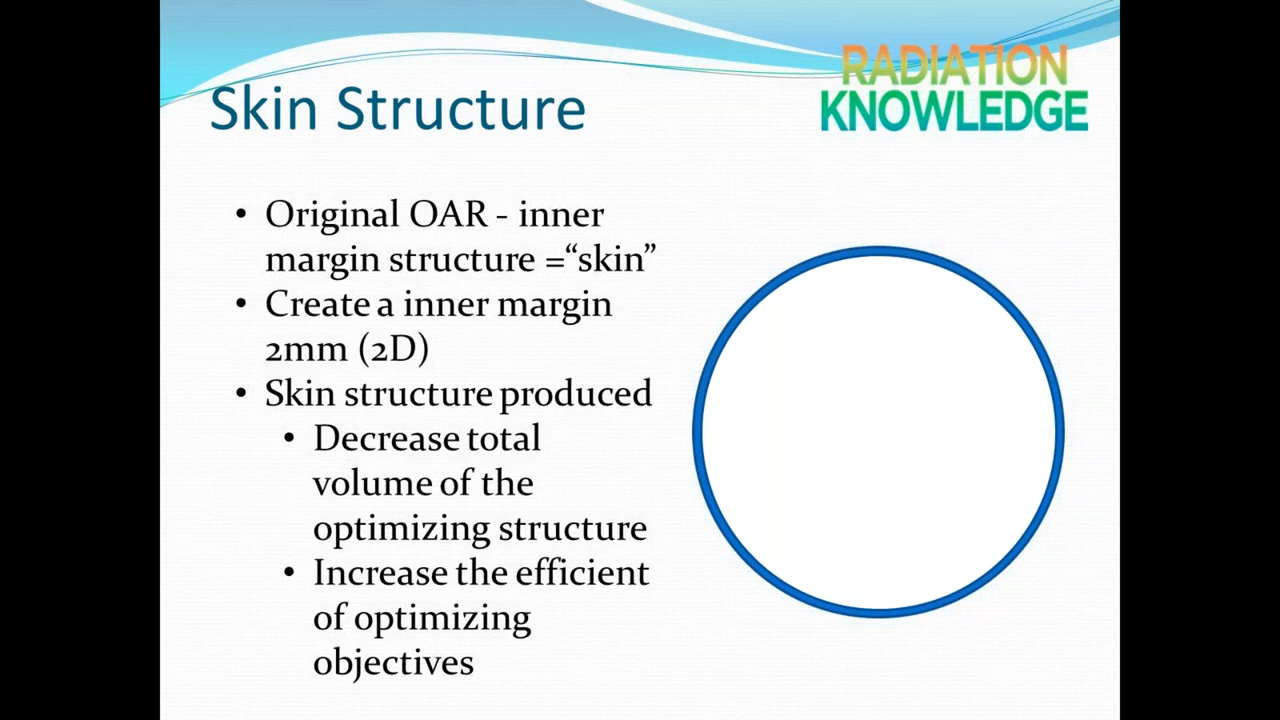 RADIATION
KNOWLEDGE
Skin Structure
• Original OAR - inner
margin structure =“skin”
• Create a inner margin
2mm (2D)
• Skin structure produced
• Decrease total
volume of the
optimizing structure
• Increase the efficient
of optimizing
objectives